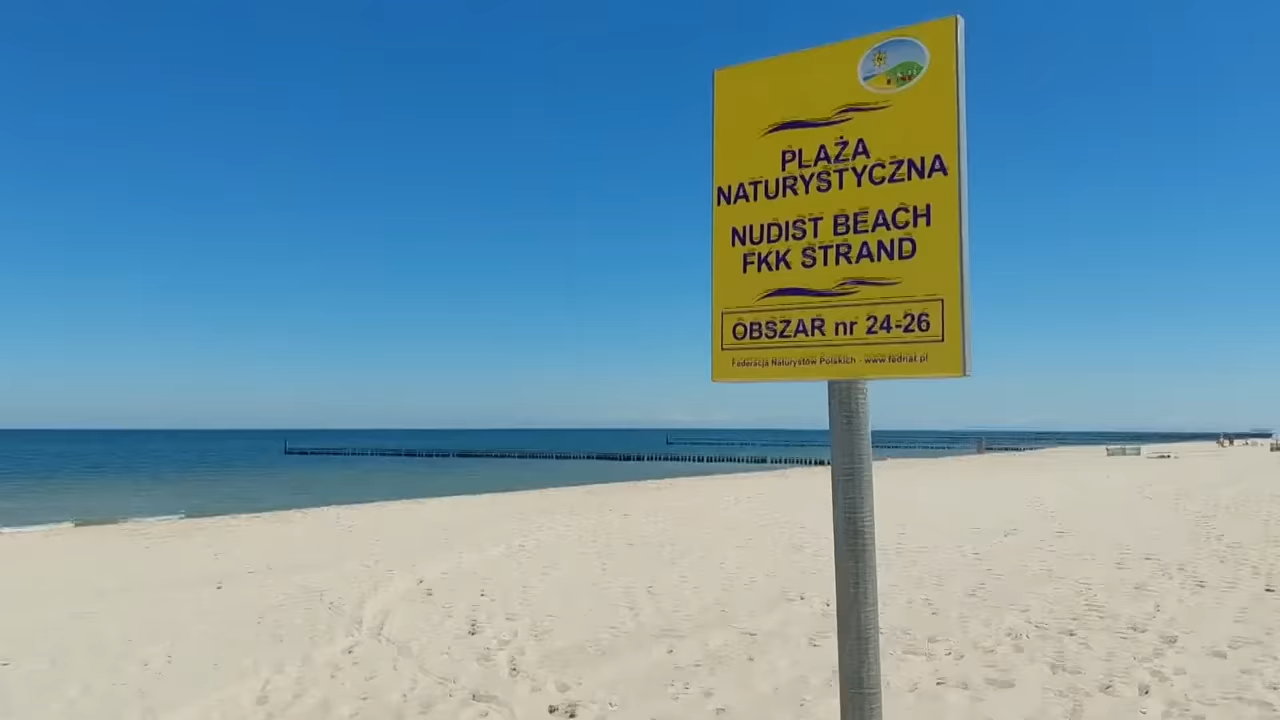 PLAŻA
NATURYSTYCZNA
NUDIST BEACH
FKK STRAND
OBSZAR nr 24-26
Federacja Naturystów Polskich - www.fednat.pl